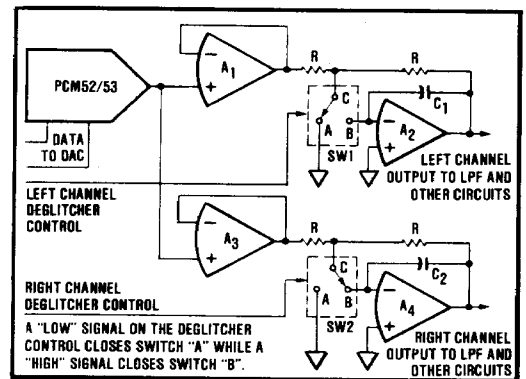 PCM52/53
DATA
TO DAC
−
+
A1
R
R
C
A
B
SW1
−
+
A2
C1
LEFT CHANNEL
OUTPUT TO LPF AND
OTHER CIRCUITS
LEFT CHANNEL
DEGLITCHER
CONTROL
−
+
A3
R
R
C
A
B
SW2
−
+
A4
C2
RIGHT CHANNEL
OUTPUT TO LPF AND
OTHER CIRCUITS
RIGHT CHANNEL
DEGLITCHER CONTROL
A "LOW" SIGNAL ON THE DEGLITCHER
CONTROL CLOSES SWITCH "A" WHILE A
"HIGH" SIGNAL CLOSES SWITCH "B".